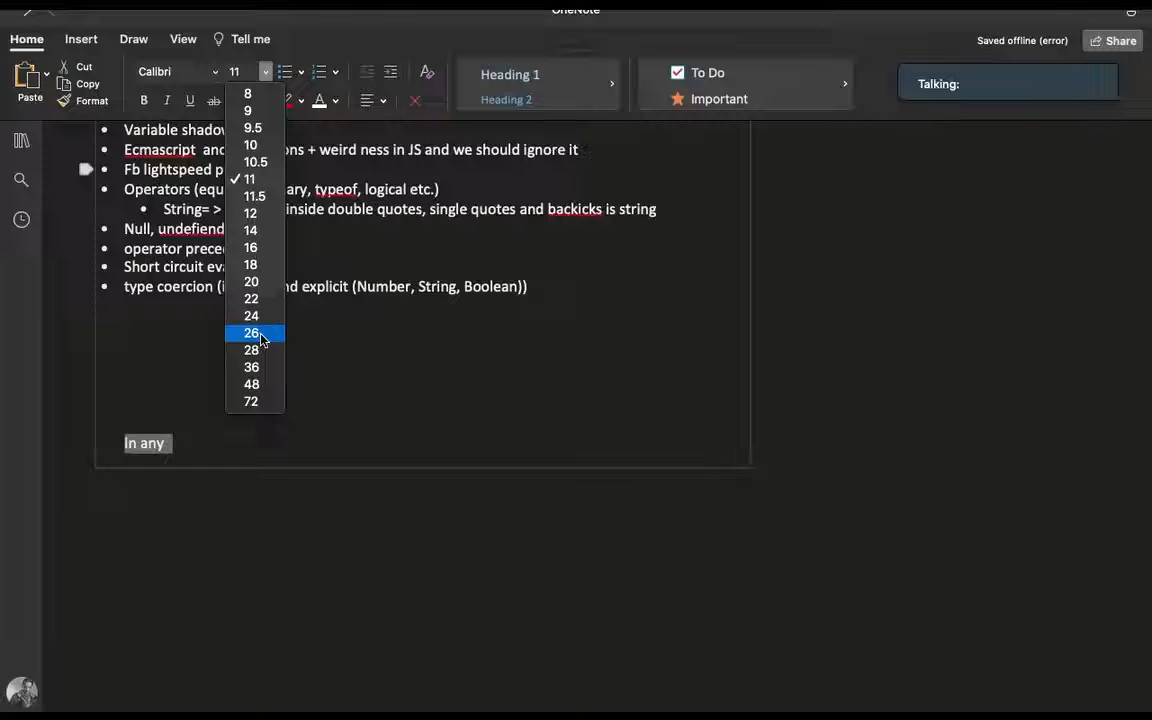 OneNote
Home Insert Draw View Tell me Saved offline (error) Share
Paste Cut Copy Format Calibri 11 Heading 1 Heading 2 To Do Important Talking:
B I U ab A
8
9
9.5
10
10.5
11
11.5
12
14
16
18
20
22
24
26
28
36
48
72
Variable shadow
Ecmascript and ons + weird ness in JS and we should ignore it
Fb lightspeed p
Operators (equ ary, typeof, logical etc.)
String= > inside double quotes, single quotes and backicks is string
Null, undefiend
operator prece
Short circuit eva
type coercion (i nd explicit (Number, String, Boolean))
In any